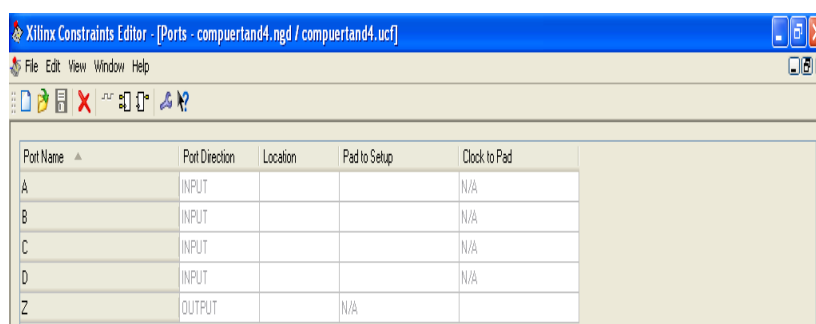 Xilinx Constraints Editor - [Ports - compuertand4.ngd / compuertand4.ucf]
File Edit View Window Help
Port Name Port Direction Location Pad to Setup Clock to Pad
A INPUT N/A
B INPUT N/A
C INPUT N/A
D INPUT N/A
Z OUTPUT N/A